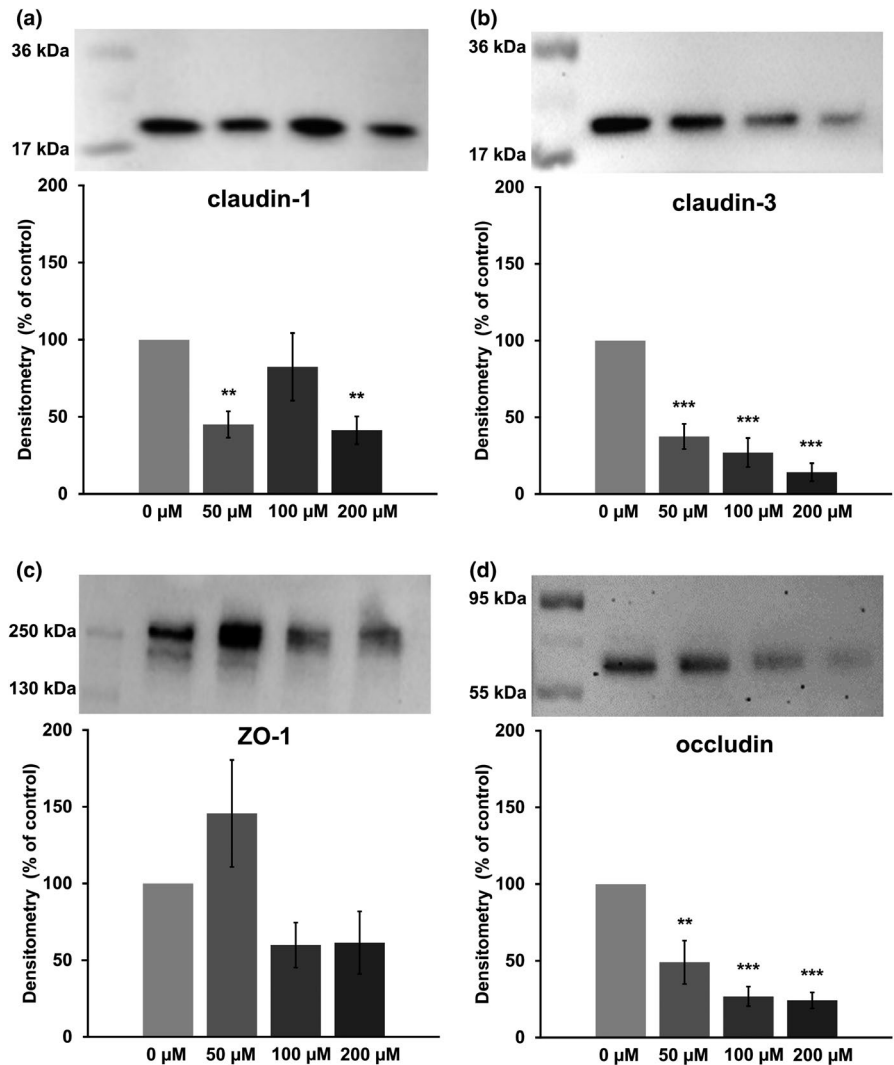 (a)
36 kDa
17 kDa
claudin-1
Densitometry (% of control)
200
150
100
50
0
**
**
0 µM 50 µM 100 µM 200 µM
(b)
36 kDa
17 kDa
claudin-3
Densitometry (% of control)
200
150
100
50
0
***
***
***
0 µM 50 µM 100 µM 200 µM
(c)
250 kDa
130 kDa
ZO-1
Densitometry (% of control)
200
150
100
50
0
0 µM 50 µM 100 µM 200 µM
(d)
95 kDa
55 kDa
occludin
Densitometry (% of control)
200
150
100
50
0
**
***
***
0 µM 50 µM 100 µM 200 µM